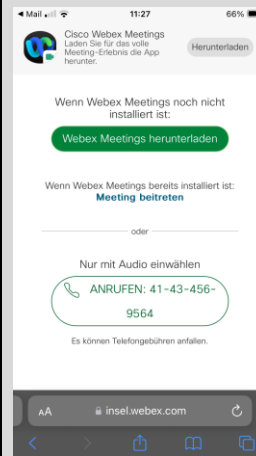 Mail
11:27
66%
Cisco Webex Meetings
Laden Sie für das volle
Meeting-Erlebnis die App
herunter.
Herunterladen
Wenn Webex Meetings noch nicht
installiert ist:
Webex Meetings herunterladen
Wenn Webex Meetings bereits installiert ist:
Meeting beitreten
oder
Nur mit Audio einwählen
ANRUFEN: 41-43-456-
9564
Es können Telefongebühren anfallen.
AA
insel.webex.com